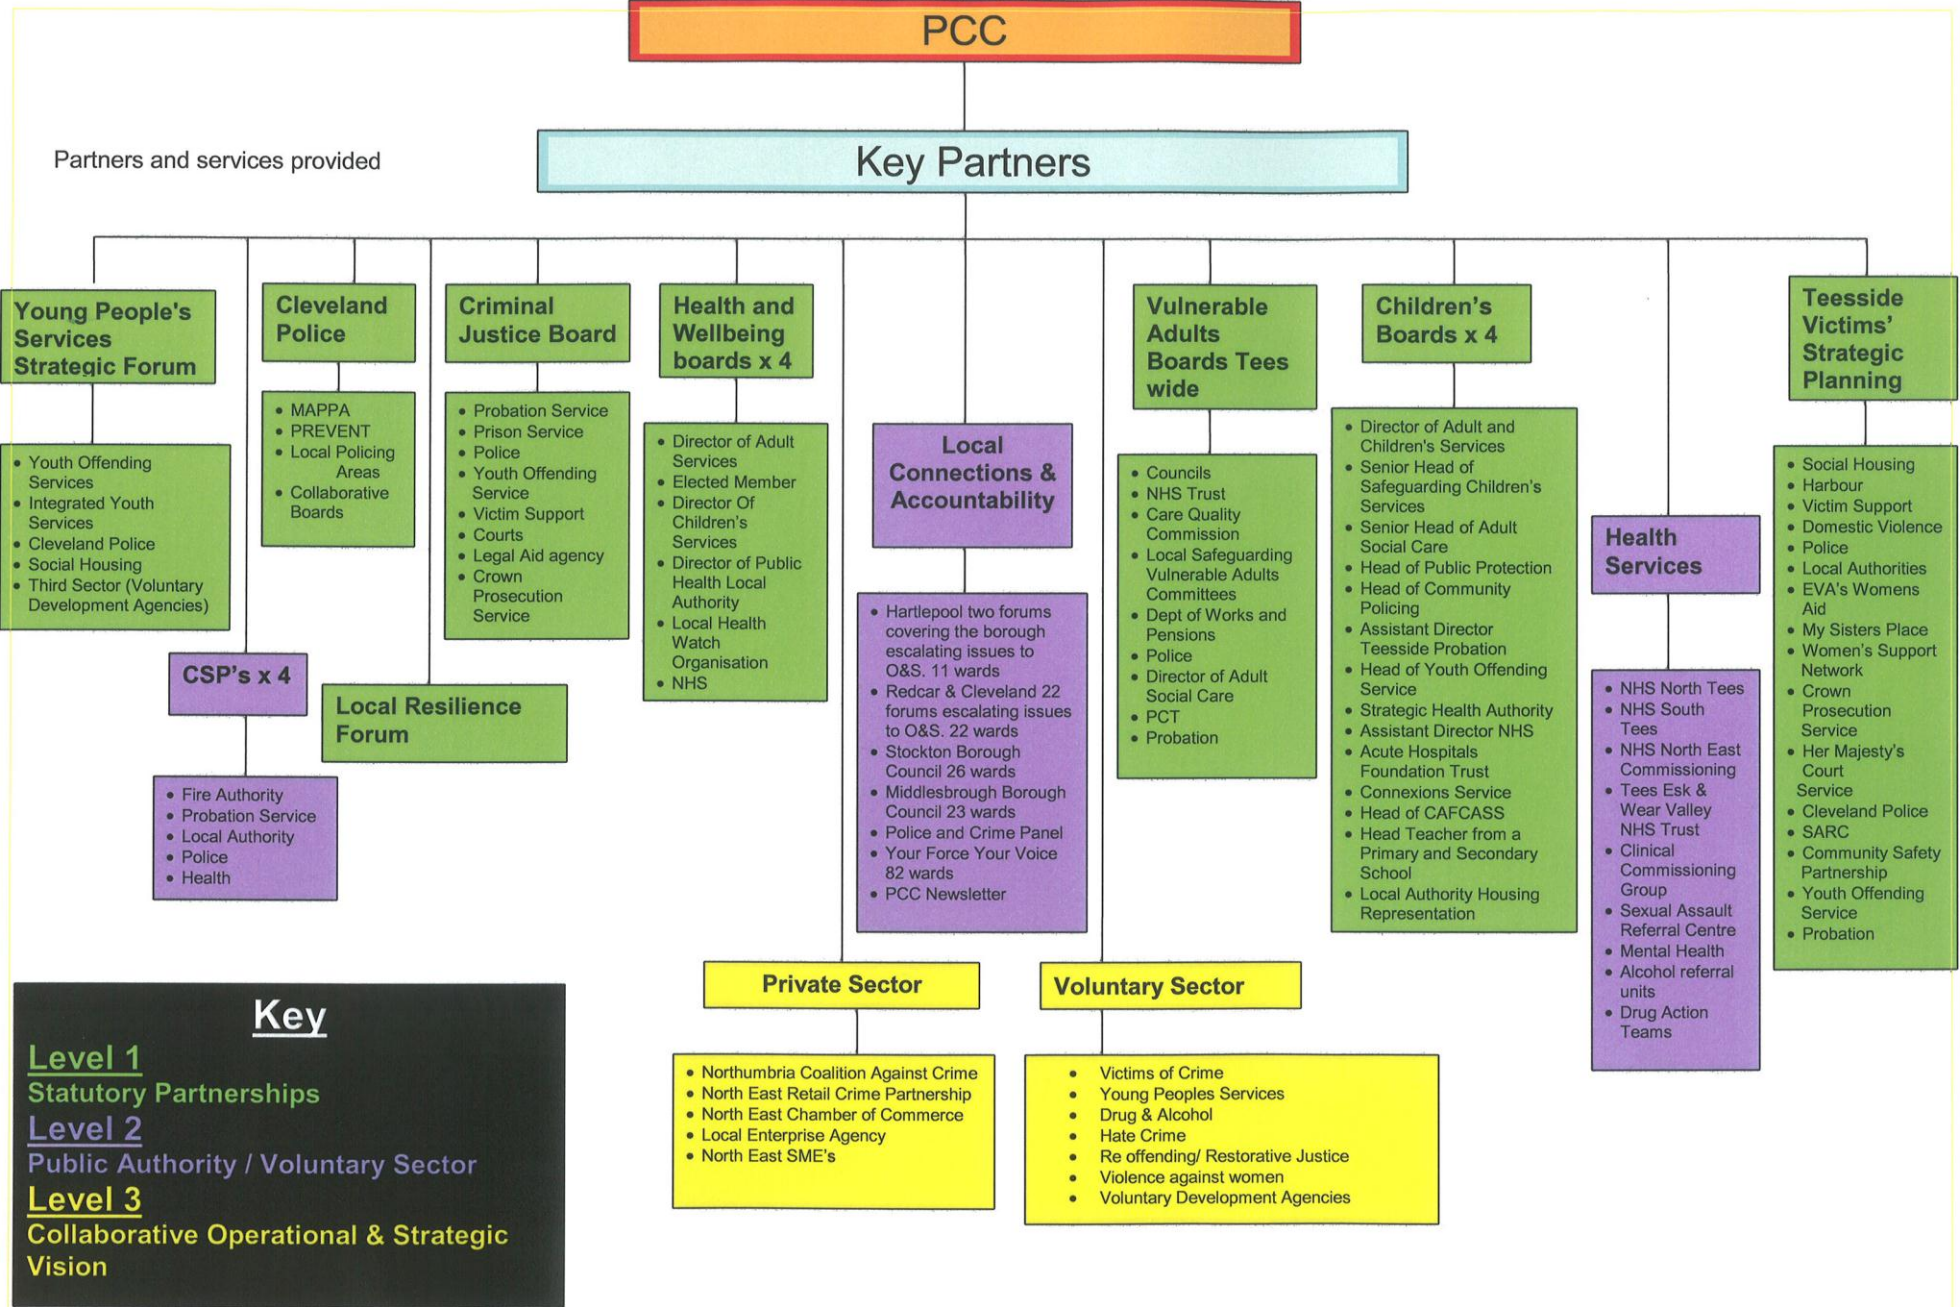 PCC
Partners and services provided
Key Partners
Young People's
Services
Strategic Forum
• Youth Offending
Services
• Integrated Youth
Services
• Cleveland Police
• Social Housing
• Third Sector (Voluntary
Development Agencies)
CSP's x 4
• Fire Authority
• Probation Service
• Local Authority
• Police
• Health
Cleveland
Police
• MAPPA
• PREVENT
• Local Policing
Areas
• Collaborative
Boards
Local Resilience
Forum
Criminal
Justice Board
• Probation Service
• Prison Service
• Police
• Youth Offending
Service
• Victim Support
• Courts
• Legal Aid agency
• Crown
Prosecution
Service
Health and
Wellbeing
boards x 4
• Director of Adult
Services
• Elected Member
• Director Of
Children's
Services
• Director of Public
Health Local
Authority
• Local Health
Watch
Organisation
• NHS
Private Sector
• Northumbria Coalition Against Crime
• North East Retail Crime Partnership
• North East Chamber of Commerce
• Local Enterprise Agency
• North East SME's
Local
Connections &
Accountability
• Hartlepool two forums
covering the borough
escalating issues to
O&S. 11 wards
• Redcar & Cleveland 22
forums escalating issues
to O&S. 22 wards
• Stockton Borough
Council 26 wards
• Middlesbrough Borough
Council 23 wards
• Police and Crime Panel
• Your Force Your Voice
82 wards
• PCC Newsletter
Voluntary Sector
• Victims of Crime
• Young Peoples Services
• Drug & Alcohol
• Hate Crime
• Re offending/ Restorative Justice
• Violence against women
• Voluntary Development Agencies
Vulnerable
Adults
Boards Tees
wide
• Councils
• NHS Trust
• Care Quality
Commission
• Local Safeguarding
Vulnerable Adults
Committees
• Dept of Works and
Pensions
• Police
• Director of Adult
Social Care
• PCT
• Probation
Children's
Boards x 4
• Director of Adult and
Children's Services
• Senior Head of
Safeguarding Children's
Services
• Senior Head of Adult
Social Care
• Head of Public Protection
• Head of Community
Policing
• Assistant Director
Teesside Probation
• Head of Youth Offending
Service
• Strategic Health Authority
• Assistant Director NHS
• Acute Hospitals
Foundation Trust
• Connexions Service
• Head of CAFCASS
• Head Teacher from a
Primary and Secondary
School
• Local Authority Housing
Representation
Health
Services
• NHS North Tees
• NHS South
Tees
• NHS North East
Commissioning
• Tees Esk &
Wear Valley
NHS Trust
• Clinical
Commissioning
Group
• Sexual Assault
Referral Centre
• Mental Health
• Alcohol referral
units
• Drug Action
Teams
Teesside
Victims'
Strategic
Planning
• Social Housing
• Harbour
• Victim Support
• Domestic Violence
• Police
• Local Authorities
• EVA's Womens
Aid
• My Sisters Place
• Women's Support
Network
• Crown
Prosecution
Service
• Her Majesty's
Court
Service
• Cleveland Police
• SARC
• Community Safety
Partnership
• Youth Offending
Service
• Probation
Key
Level 1
Statutory Partnerships
Level 2
Public Authority / Voluntary Sector
Level 3
Collaborative Operational & Strategic
Vision